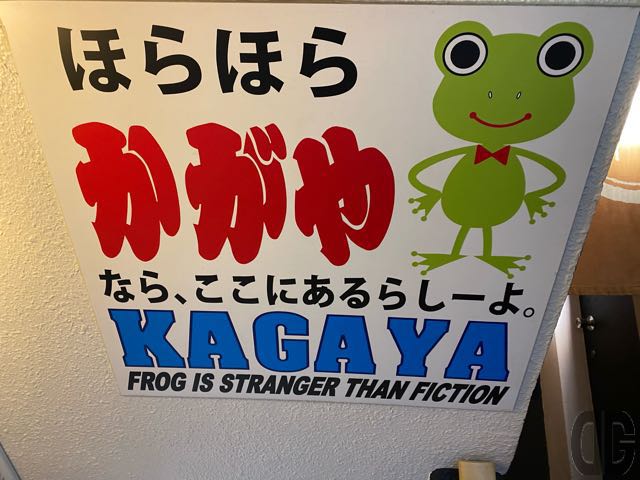 ほらほら
かがや
なら、ここにあるらしーよ。
KAGAYA
FROG IS STRANGER THAN FICTION
DG